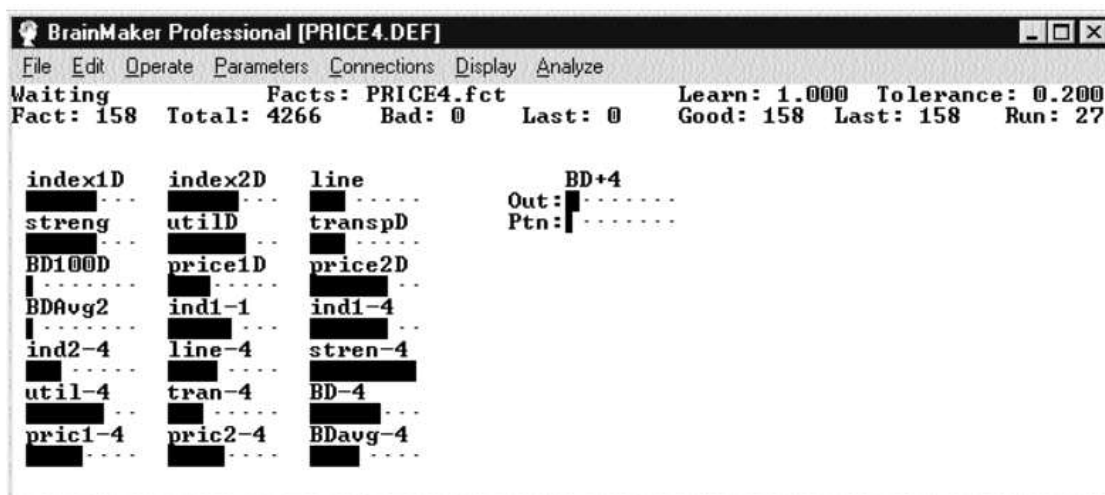 BrainMaker Professional [PRICE4.DEF]
File Edit Operate Parameters Connections Display Analyze
Waiting Facts: PRICE4.fct Learn: 1.000 Tolerance: 0.200
Fact: 158 Total: 4266 Bad: 0 Last: 0 Good: 158 Last: 158 Run: 27
index1D index2D line BD+4
Out:
streng utilD transpD Ptn:
BD100D price1D price2D
BDAvg2 ind1-1 ind1-4
ind2-4 line-4 stren-4
util-4 tran-4 BD-4
pric1-4 pric2-4 BDavg-4